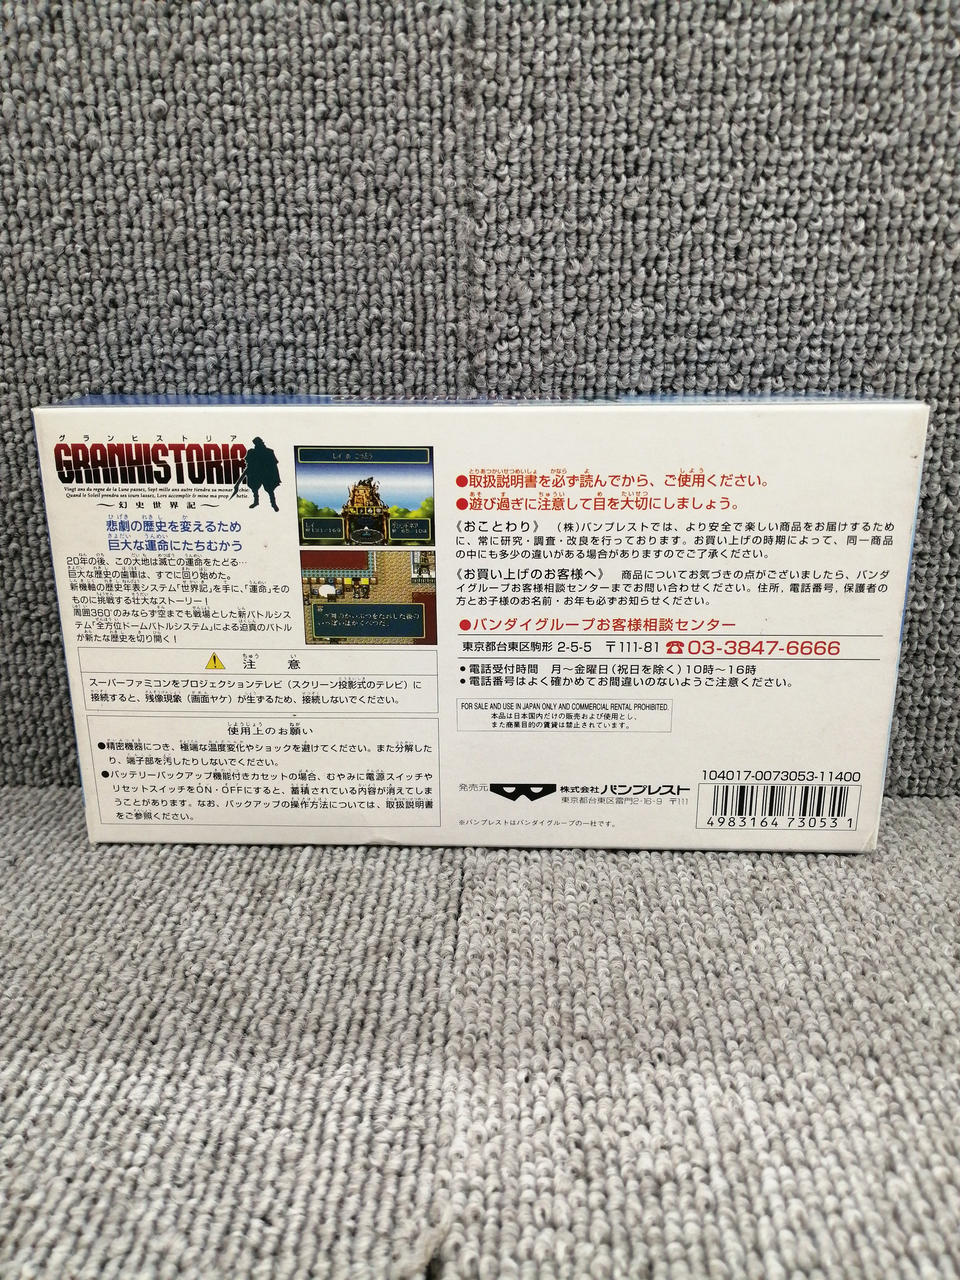 グランヒストリア
GRANHISTORIA
Vingt ans du regne de la Lune passes, Sept mille ans autre tiendra sa monar chie:
Quand le Soleil prendra ses iours lasses, Lors accomplir & mine ma prop hetie.
〜幻史世界記〜
悲劇の歴史を変えるため
巨大な運命にたちむかう
20年の後、この大地は滅亡の運命をたどる…
巨大な歴史の歯車は、すでに回り始めた。
新機軸の歴史年表システム「世界記」を手に、「運命」その
ものに挑戦する壮大なストーリー!
周囲360°のみならず空までも戦場とした新バトルシス
テム「全方位ドームバトルシステム」による迫真のバトル
が新たな歴史を切り開く!
注意
スーパーファミコンをプロジェクションテレビ(スクリーン投影式のテレビ)に
接続すると、残像現象(画面ヤケ)が生ずるため、接続しないでください。
使用上のお願い
●精密機器につき、極端な温度変化やショックを避けてください。また分解した
り、端子部を汚したりしないでください。
●バッテリーバックアップ機能付きカセットの場合、むやみに電源スイッチや
リセットスイッチをON・OFFにすると、蓄積されている内容が消えてしま
うことがあります。なお、バックアップの操作方法については、取扱説明書
をご参照ください。
●取扱説明書を必ず読んでから、ご使用ください。
●遊び過ぎに注意して目を大切にしましょう。
《おことわり》 (株)バンプレストでは、より安全で楽しい商品をお届けするため
に、常に研究・調査・改良を行っております。お買い上げの時期によって、同一商品
の中にも多少の違いがある場合がありますのでご了承ください。
《お買い上げのお客様へ》 商品についてお気づきの点がございましたら、バンダ
イグループお客様相談センターまでお問い合わせください。住所，電話番号，保護者の
方とお子様のお名前・お年も必ずお知らせください。
●バンダイグループお客様相談センター
東京都台東区駒形 2-5-5 〒111-81 ☎03-3847-6666
●電話受付時間 月〜金曜日(祝日を除く)10時〜16時
●電話番号はよく確かめてお間違いのないようご注意ください。
FOR SALE AND USE IN JAPAN ONLY AND COMMERCIAL RENTAL PROHIBITED.
本品は日本国内だけの販売および使用とし、
また商業目的の賃貸は禁止されています。
発売元 株式会社バンプレスト
東京都台東区雷門2-16-9 〒111
※バンプレストはバンダイグループの一社です。
104017-0073053-11400
4983164 730531